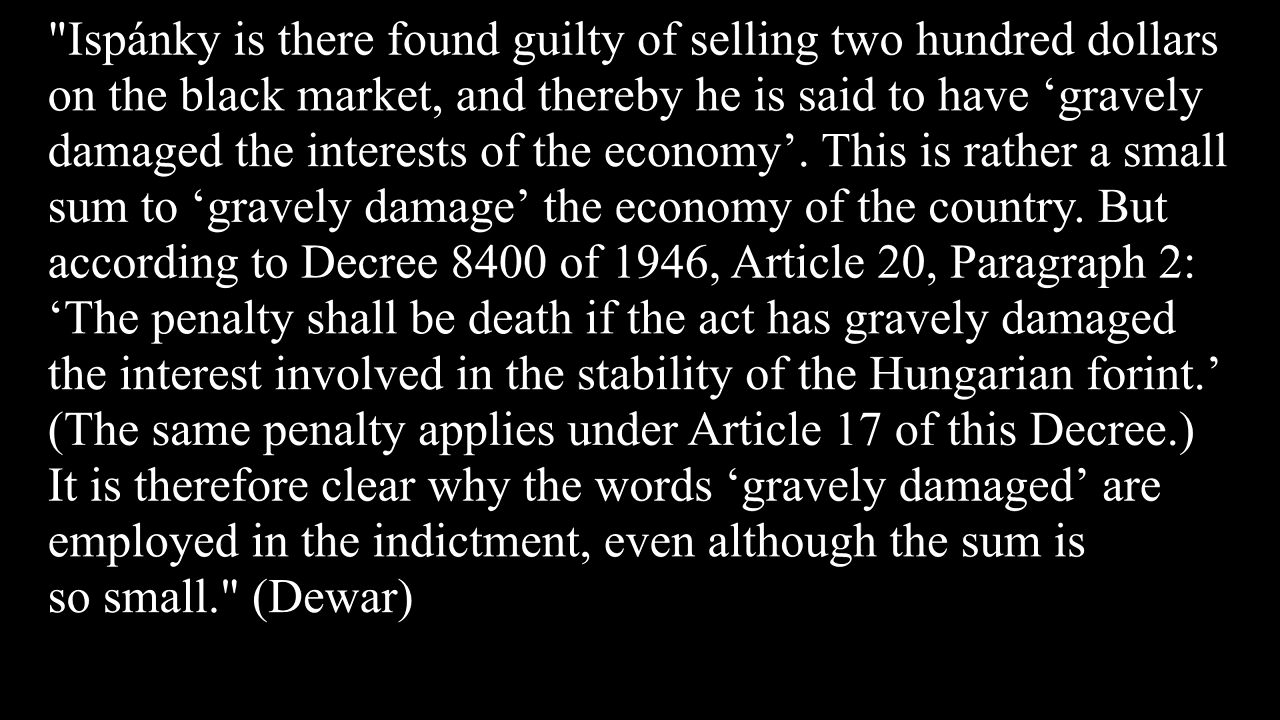 "Ispánky is there found guilty of selling two hundred dollars
on the black market, and thereby he is said to have ‘gravely
damaged the interests of the economy’. This is rather a small
sum to ‘gravely damage’ the economy of the country. But
according to Decree 8400 of 1946, Article 20, Paragraph 2:
‘The penalty shall be death if the act has gravely damaged
the interest involved in the stability of the Hungarian forint.’
(The same penalty applies under Article 17 of this Decree.)
It is therefore clear why the words ‘gravely damaged’ are
employed in the indictment, even although the sum is
so small." (Dewar)